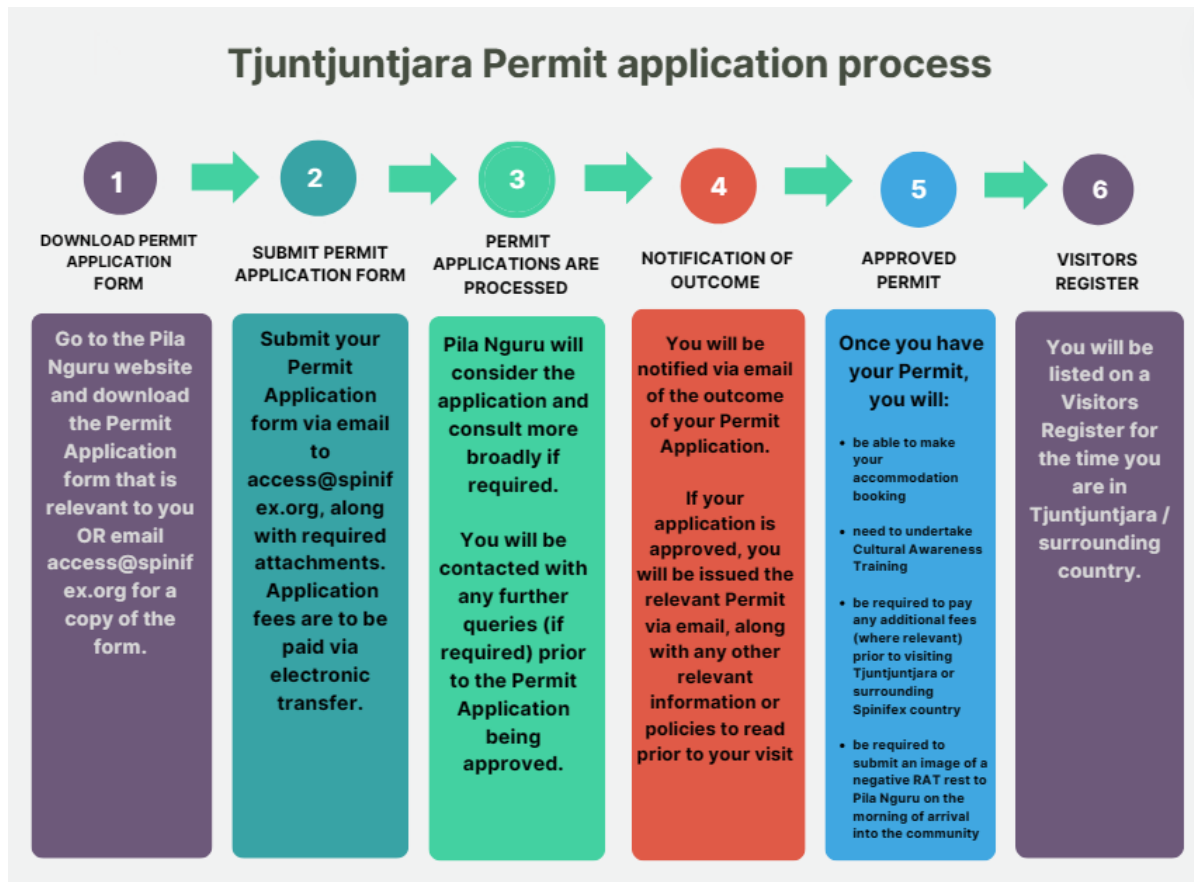 Tjuntjuntjara Permit application process
1
DOWNLOAD PERMIT
APPLICATION
FORM
Go to the Pila
Nguru website
and download
the Permit
Application
form that is
relevant to you
OR email
access@spinif
ex.org for a
copy of the
form.
2
SUBMIT PERMIT
APPLICATION FORM
Submit your
Permit
Application
form via email
to
access@spinif
ex.org, along
with required
attachments.
Application
fees are to be
paid via
electronic
transfer.
3
PERMIT
APPLICATIONS ARE
PROCESSED
Pila Nguru will
consider the
application and
consult more
broadly if
required.
You will be
contacted with
any further
queries (if
required) prior
to the Permit
Application
being
approved.
4
NOTIFICATION OF
OUTCOME
You will be
notified via email
of the outcome
of your Permit
Application.
If your
application is
approved, you
will be issued the
relevant Permit
via email, along
with any other
relevant
information or
policies to read
prior to your visit
5
APPROVED
PERMIT
Once you have
your Permit,
you will:
• be able to make
your
accommodation
booking
• need to undertake
Cultural Awareness
Training
• be required to pay
any additional fees
(where relevant)
prior to visiting
Tjuntjuntjara or
surrounding
Spinifex country
• be required to
submit an image of a
negative RAT rest to
Pila Nguru on the
morning of arrival
into the community
6
VISITORS
REGISTER
You will be
listed on a
Visitors
Register for
the time you
are in
Tjuntjuntjara /
surrounding
country.